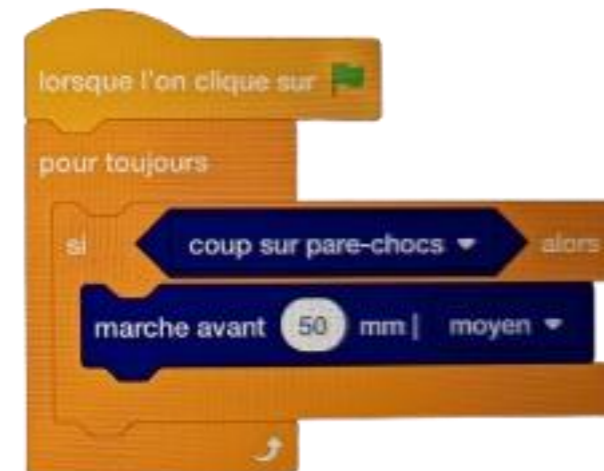 lorsque l'on clique sur
pour toujours
si coup sur pare-chocs alors
marche avant 50 mm | moyen